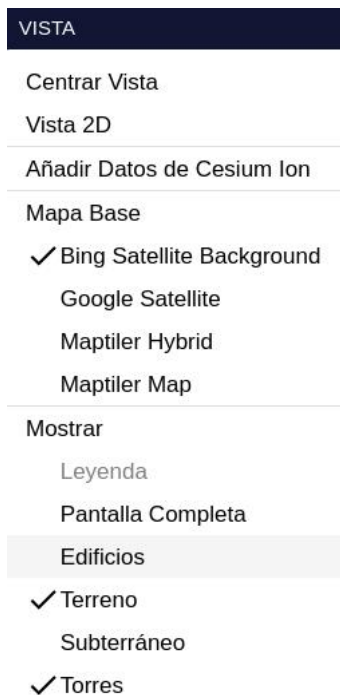 VISTA
Centrar Vista
Vista 2D
Añadir Datos de Cesium Ion
Mapa Base
Bing Satellite Background
Google Satellite
Maptiler Hybrid
Maptiler Map
Mostrar
Leyenda
Pantalla Completa
Edificios
Terreno
Subterráneo
Torres